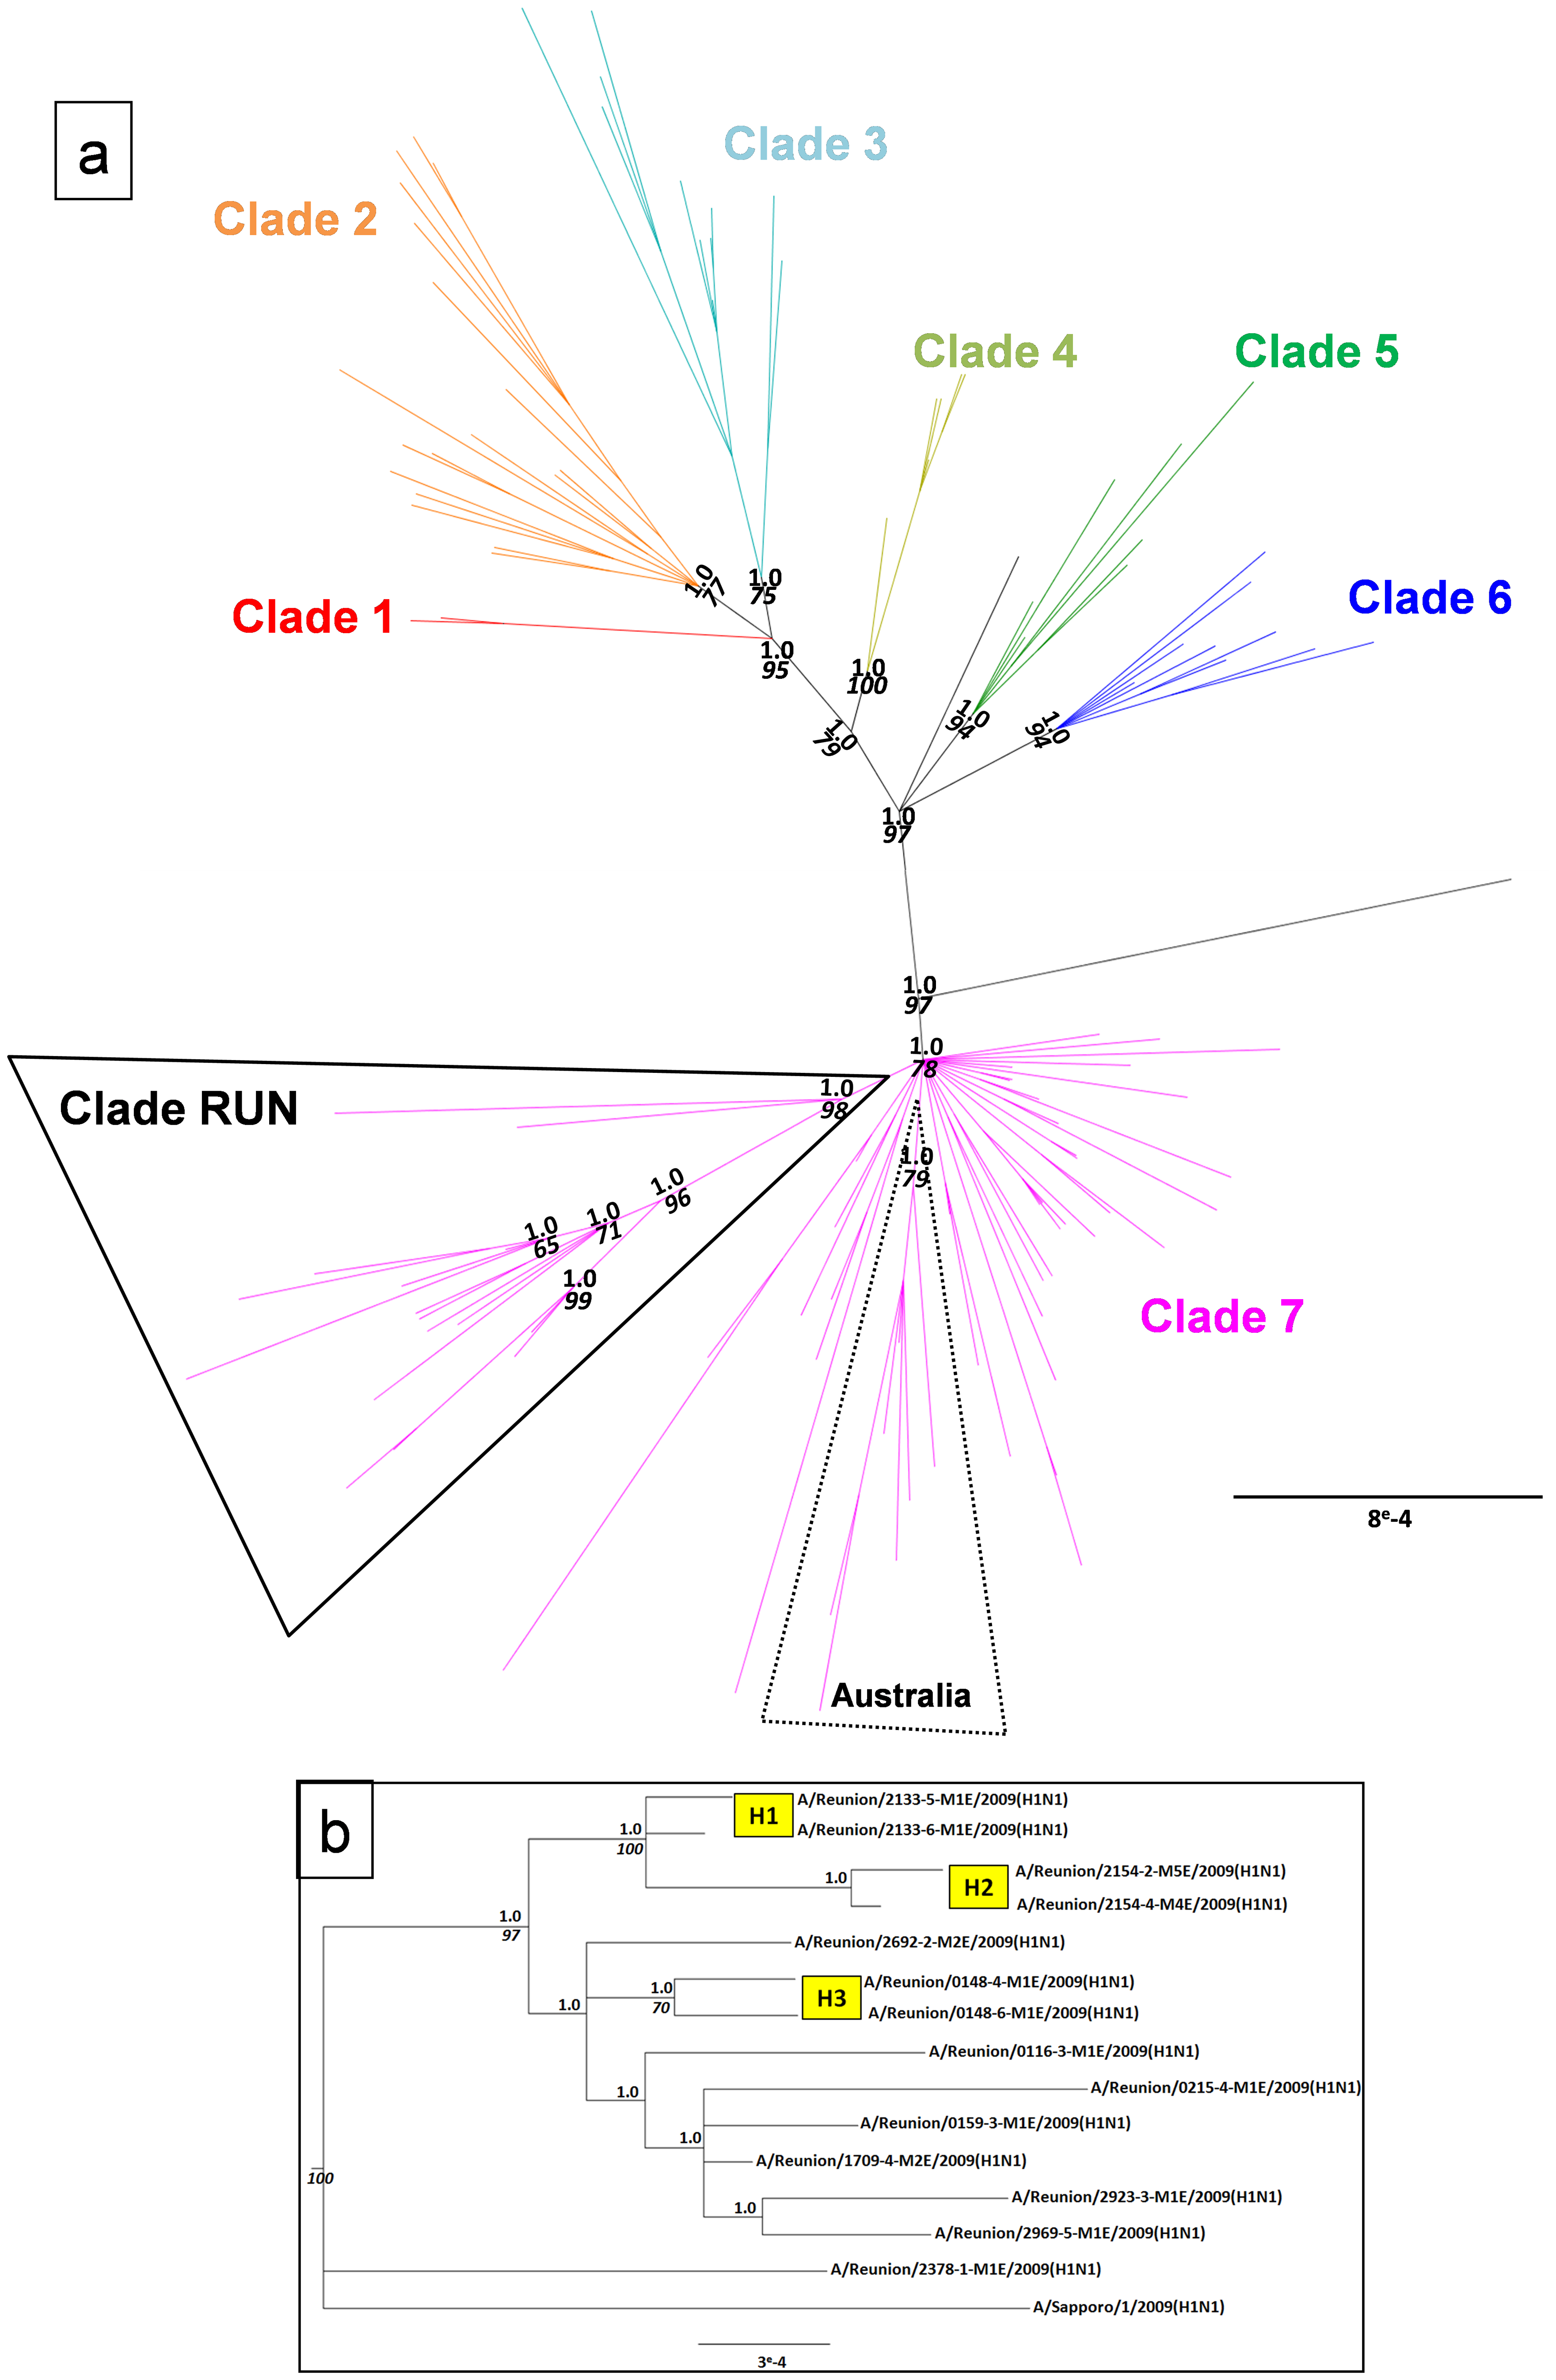 a
Clade 3
Clade 2
Clade 4
Clade 5
1.0
77
1.0
75
Clade 6
Clade 1
1.0
95
1.0
100
1.0
94
1.0
94
1.0
79
1.0
97
1.0
97
1.0
78
Clade RUN
1.0
98
1.0
79
1.0
96
1.0
71
1.0
65
1.0
99
Clade 7
8e-4
Australia
b
H1
A/Reunion/2133-5-M1E/2009(H1N1)
1.0
100
A/Reunion/2133-6-M1E/2009(H1N1)
A/Reunion/2154-2-M5E/2009(H1N1)
1.0
H2
A/Reunion/2154-4-M4E/2009(H1N1)
1.0
97
A/Reunion/2692-2-M2E/2009(H1N1)
A/Reunion/0148-4-M1E/2009(H1N1)
1.0
70
H3
1.0
A/Reunion/0148-6-M1E/2009(H1N1)
A/Reunion/0116-3-M1E/2009(H1N1)
1.0
A/Reunion/0215-4-M1E/2009(H1N1)
A/Reunion/0159-3-M1E/2009(H1N1)
1.0
A/Reunion/1709-4-M2E/2009(H1N1)
100
A/Reunion/2923-3-M1E/2009(H1N1)
1.0
A/Reunion/2969-5-M1E/2009(H1N1)
A/Reunion/2378-1-M1E/2009(H1N1)
A/Sapporo/1/2009(H1N1)
3e-4